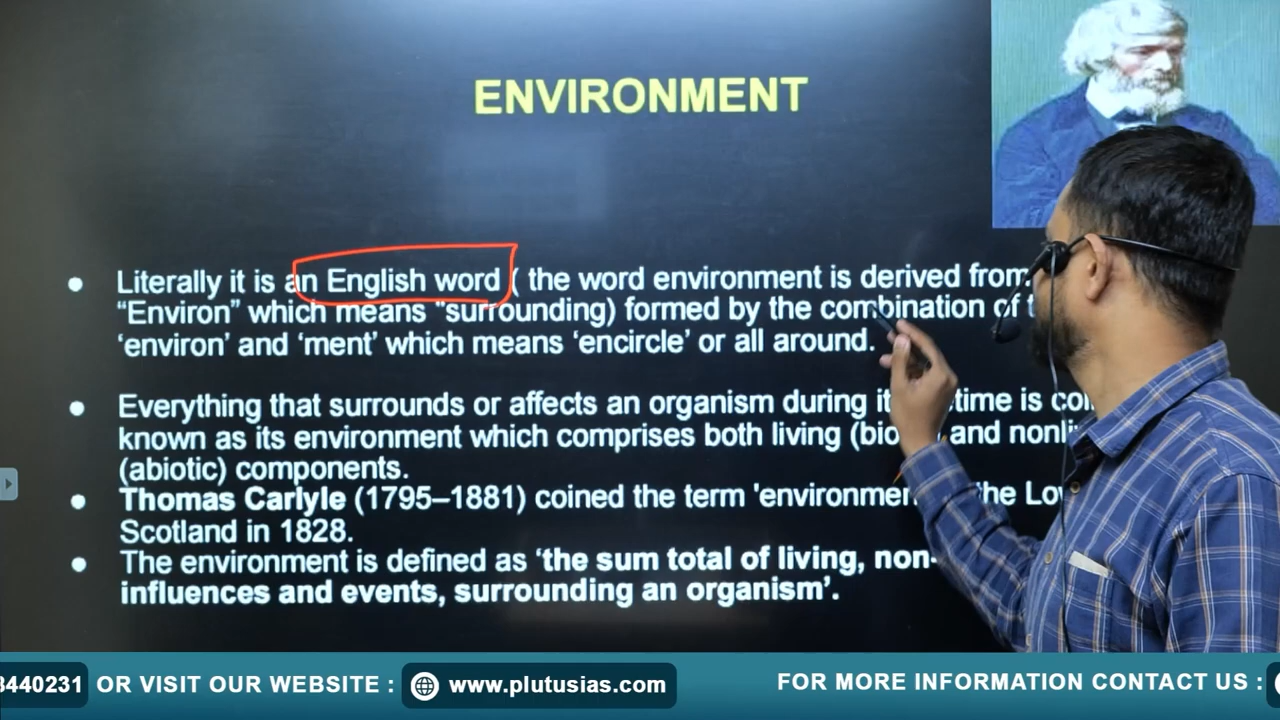 ENVIRONMENT
Literally it is an English word ( the word environment is derived from
“Environ” which means “surrounding) formed by the combination of
‘environ’ and ‘ment’ which means ‘encircle’ or all around.
Everything that surrounds or affects an organism during is
known as its environment which comprises both living and
(abiotic) components.
Thomas Carlyle (1795–1881) coined the term
Scotland in 1828.
The environment is defined as ‘the sum total of living,
influences and events, surrounding an organism’.
8440231 OR VISIT OUR WEBSITE : www.plutusias.com FOR MORE INFORMATION CONTACT US :